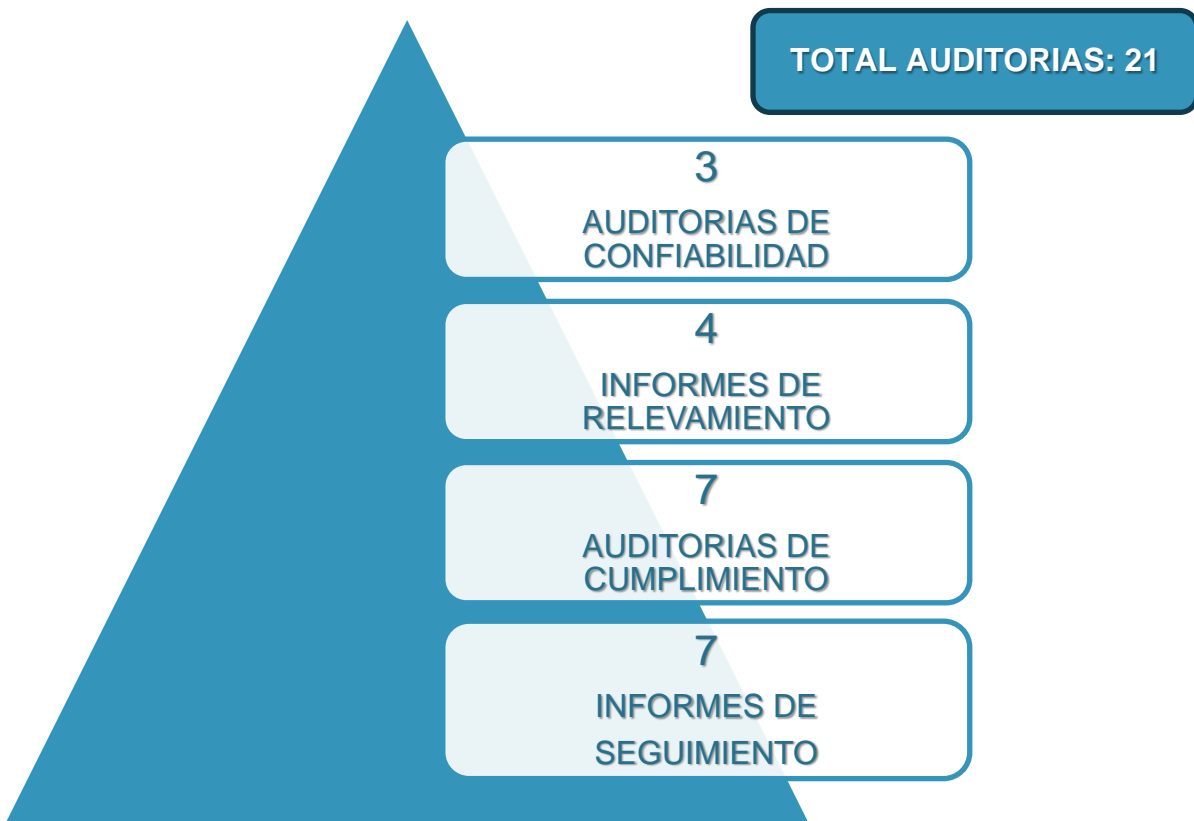 TOTAL AUDITORIAS: 21
3
AUDITORIAS DE
CONFIABILIDAD
4
INFORMES DE
RELEVAMIENTO
7
AUDITORIAS DE
CUMPLIMIENTO
7
INFORMES DE
SEGUIMIENTO